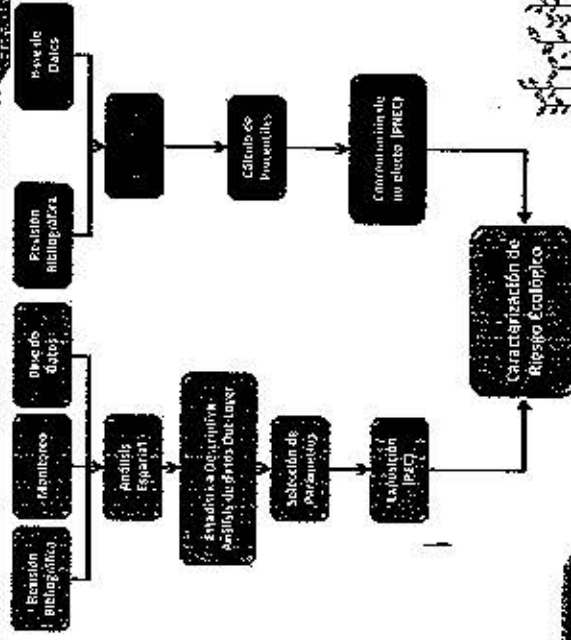 Revisión
Bibliográfica
Monitoreo
Base de
Datos
Análisis
Espacial
Estadística Descriptiva
Análisis de datos Out-Layer
Selección de
Parámetros
Exposición
(PEC)
Revisión
Bibliográfica
Base de
Datos
Cálculo de
Percentiles
Concentración de
no efecto (PNEC)
Caracterización de
Riesgo Ecológico